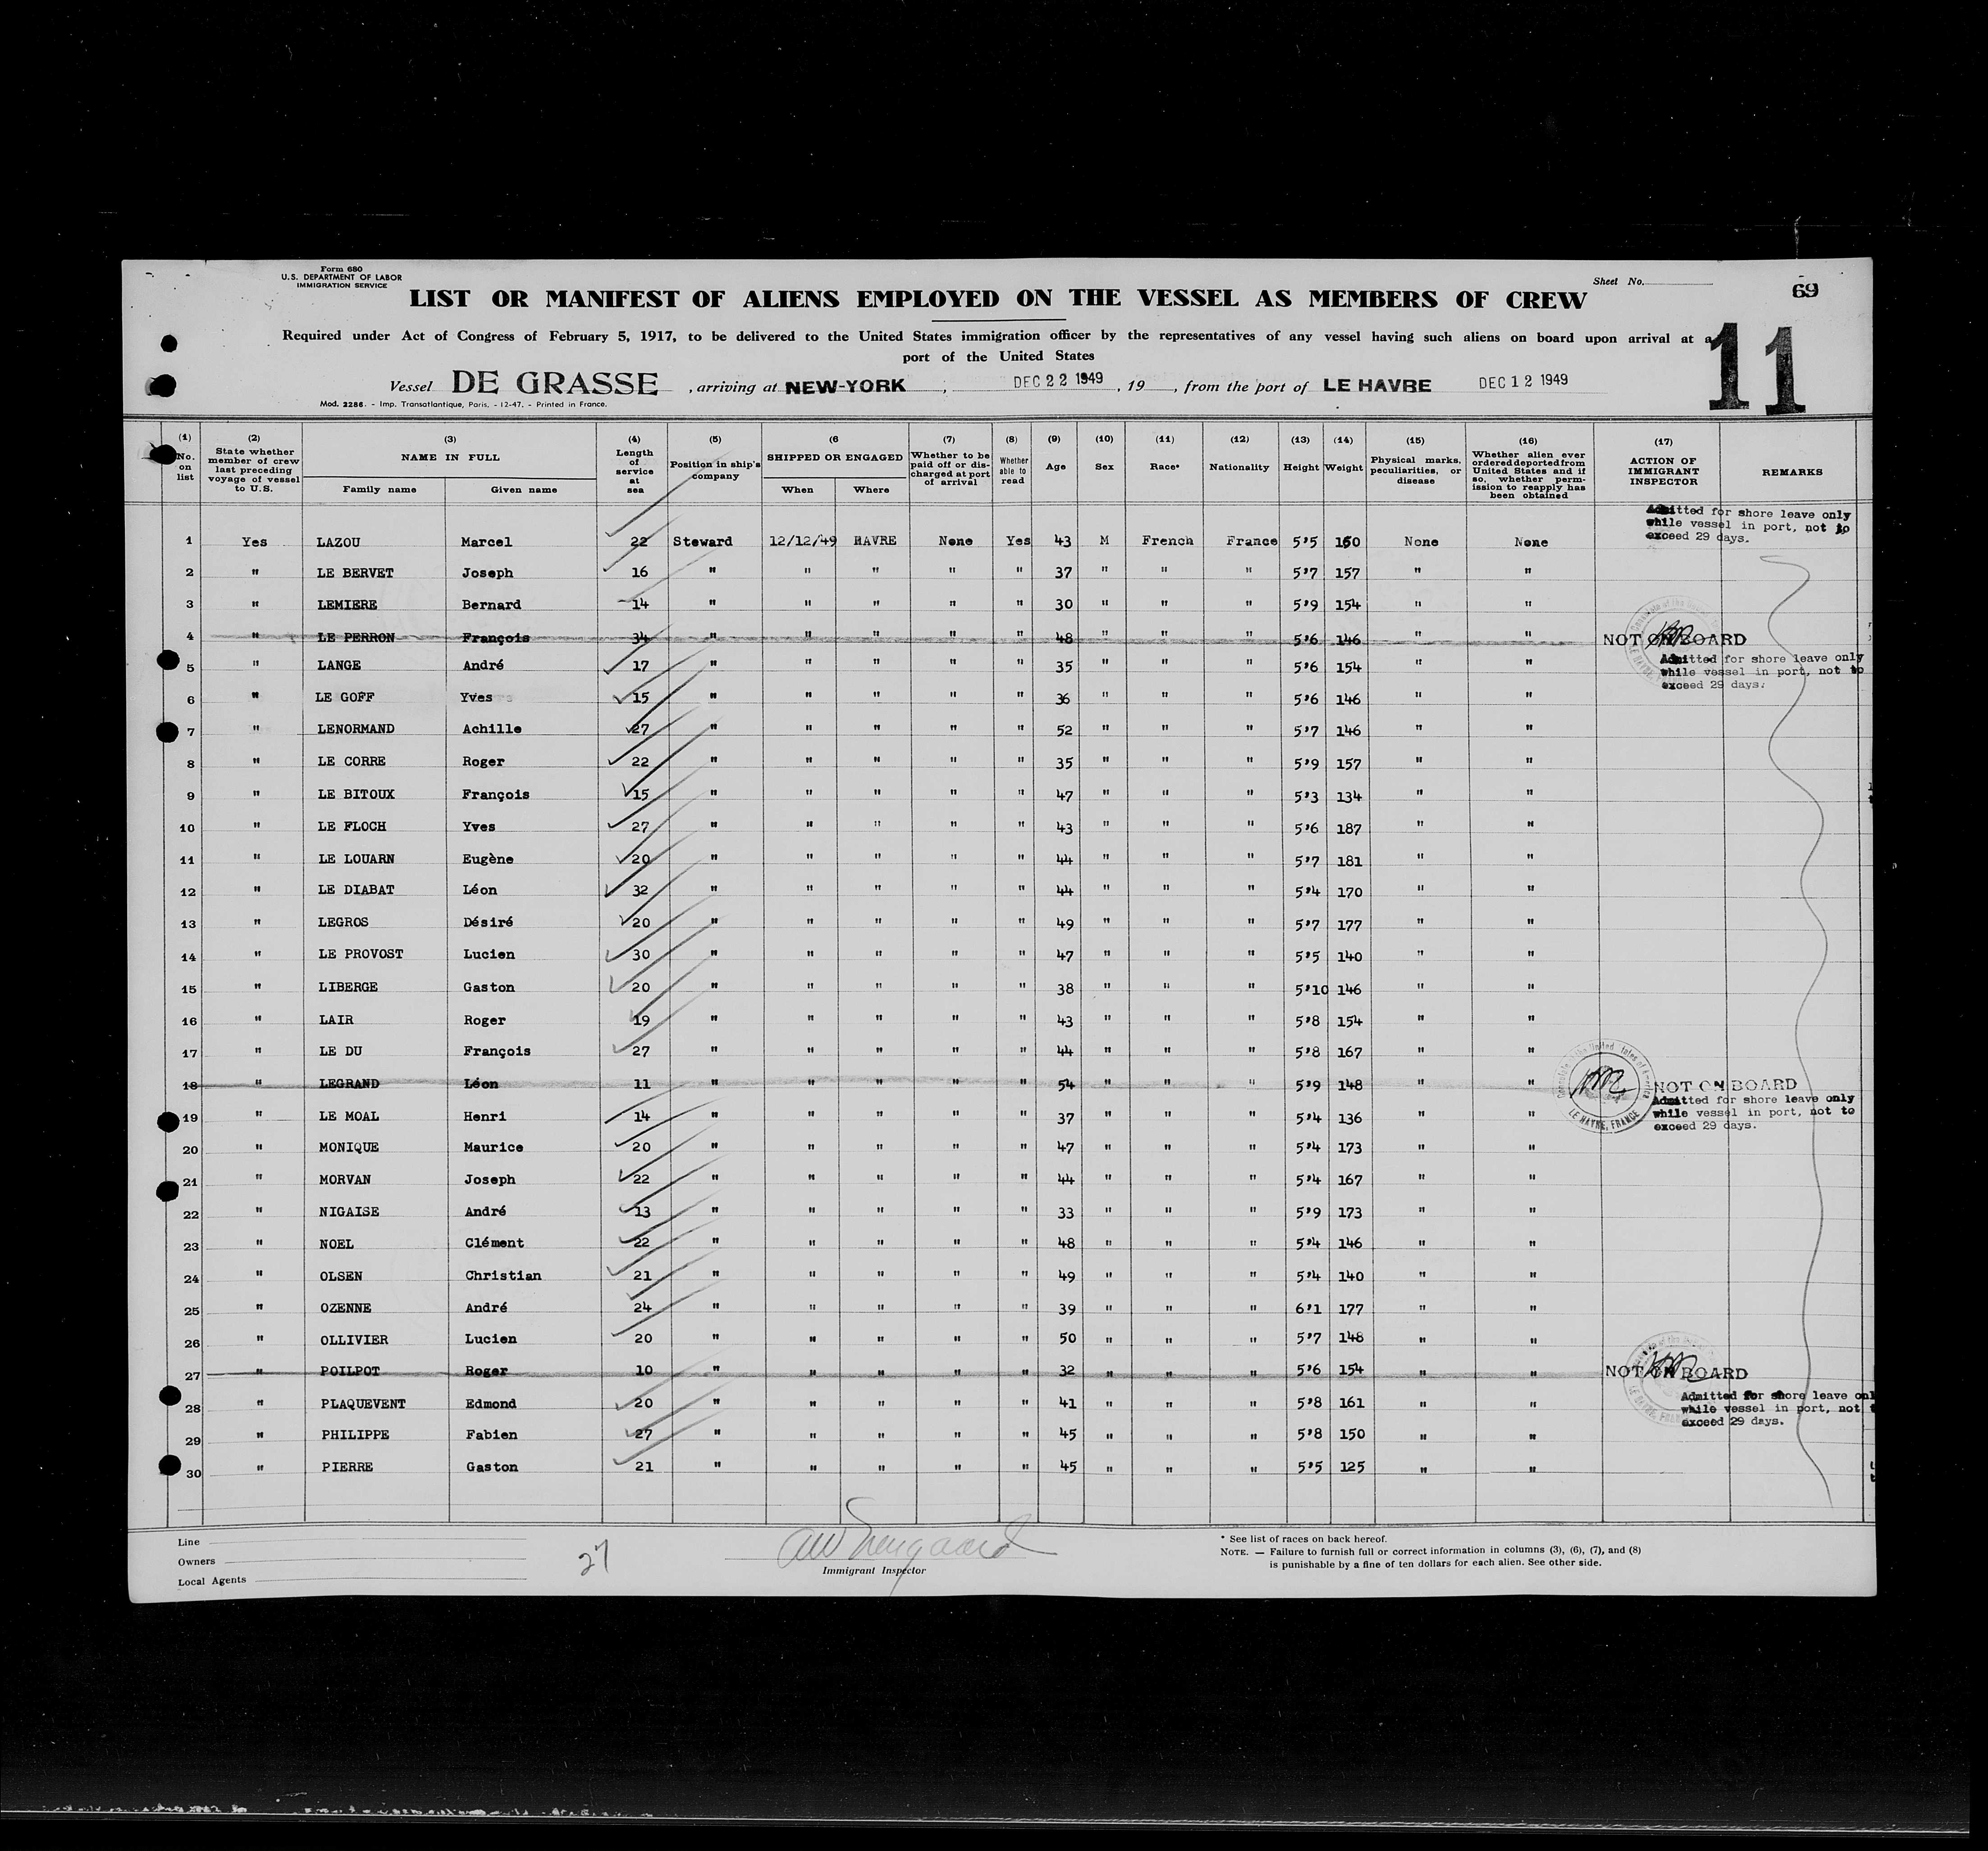 Form 680
U.S. DEPARTMENT OF LABOR
IMMIGRATION SERVICE
Sheet No.
69
LIST OR MANIFEST OF ALIENS EMPLOYED ON THE VESSEL AS MEMBERS OF CREW
Required under Act of Congress of February 5, 1917, to be delivered to the United States immigration officer by the representatives of any vessel having such aliens on board upon arrival at a
port of the United States
11
Vessel DE GRASSE , arriving at NEW-YORK , DEC 22 1949 , 19 , from the port of LE HAVRE DEC 12 1949
Mod. 2286. - Imp. Transatlantique, Paris. - 12-47. - Printed in France.
(1) No. on list (2) State whether member of crew last preceding voyage of vessel to U.S. (3) NAME IN FULL Family name Given name (4) Length of service at sea (5) Position in ship's company (6 SHIPPED OR ENGAGED When Where (7) Whether to be paid off or discharged at port of arrival (8) Whether able to read (9) Age (10) Sex (11) Race* (12) Nationality (13) Height (14) Weight (15) Physical marks, peculiarities, or disease (16) Whether alien ever ordered deported from United States and if so, whether permission to reapply has been obtained (17) ACTION OF IMMIGRANT INSPECTOR REMARKS
Admitted for shore leave only
while vessel in port, not to
exceed 29 days.
1 Yes LAZOU Marcel 22 Steward 12/12/49 HAVRE None Yes 43 M French France 5'5 160 None None
2 " LE BERVET Joseph 16 " " " " " 37 " " " 5'7 157 " "
3 " LEMIERE Bernard 14 " " " " " 30 " " " 5'9 154 " "
4 " LE PERRON François 34 " " " " " 48 " " " 5'6 146 " " NOT ON BOARD
5 " LANGE André 17 " " " " " 35 " " " 5'6 154 " " Admitted for shore leave only
while vessel in port, not to
exceed 29 days.
6 " LE GOFF Yves 15 " " " " " 36 " " " 5'6 146 " "
7 " LENORMAND Achille 27 " " " " " 52 " " " 5'7 146 " "
8 " LE CORRE Roger 22 " " " " " 35 " " " 5'9 157 " "
9 " LE BITOUX François 15 " " " " " 47 " " " 5'3 134 " "
10 " LE FLOCH Yves 27 " " " " " 43 " " " 5'6 187 " "
11 " LE LOUARN Eugène 20 " " " " " 44 " " " 5'7 181 " "
12 " LE DIABAT Léon 32 " " " " " 44 " " " 5'4 170 " "
13 " LEGROS Désiré 20 " " " " " 49 " " " 5'7 177 " "
14 " LE PROVOST Lucien 30 " " " " " 47 " " " 5'5 140 " "
15 " LIBERGE Gaston 20 " " " " " 38 " " " 5'10 146 " "
16 " LAIR Roger 19 " " " " " 43 " " " 5'8 154 " "
17 " LE DU François 27 " " " " " 44 " " " 5'8 167 " "
18 " LEGRAND Léon 11 " " " " " 54 " " " 5'9 148 " " NOT ON BOARD
LE HAVRE, FRANCE
Admitted for shore leave only
while vessel in port, not to
exceed 29 days.
19 " LE MOAL Henri 14 " " " " " 37 " " " 5'4 136 " "
20 " MONIQUE Maurice 20 " " " " " 47 " " " 5'4 173 " "
21 " MORVAN Joseph 22 " " " " " 44 " " " 5'4 167 " "
22 " NIGAISE André 13 " " " " " 33 " " " 5'9 173 " "
23 " NOEL Clément 22 " " " " " 48 " " " 5'4 146 " "
24 " OLSEN Christian 21 " " " " " 49 " " " 5'4 140 " "
25 " OZENNE André 24 " " " " " 39 " " " 6'1 177 " "
26 " OLLIVIER Lucien 20 " " " " " 50 " " " 5'7 148 " "
27 " POILPOT Roger 10 " " " " " 32 " " " 5'6 154 " " NOT ON BOARD
28 " PLAQUEVENT Edmond 20 " " " " " 41 " " " 5'8 161 " " Admitted for shore leave
while vessel in port, not
exceed 29 days.
29 " PHILIPPE Fabien 27 " " " " " 45 " " " 5'8 150 " "
30 " PIERRE Gaston 21 " " " " " 45 " " " 5'5 125 " "
Line
Owners
Local Agents
27
Immigrant Inspector
* See list of races on back hereof.
NOTE. — Failure to furnish full or correct information in columns (3), (6), (7), and (8)
is punishable by a fine of ten dollars for each alien. See other side.